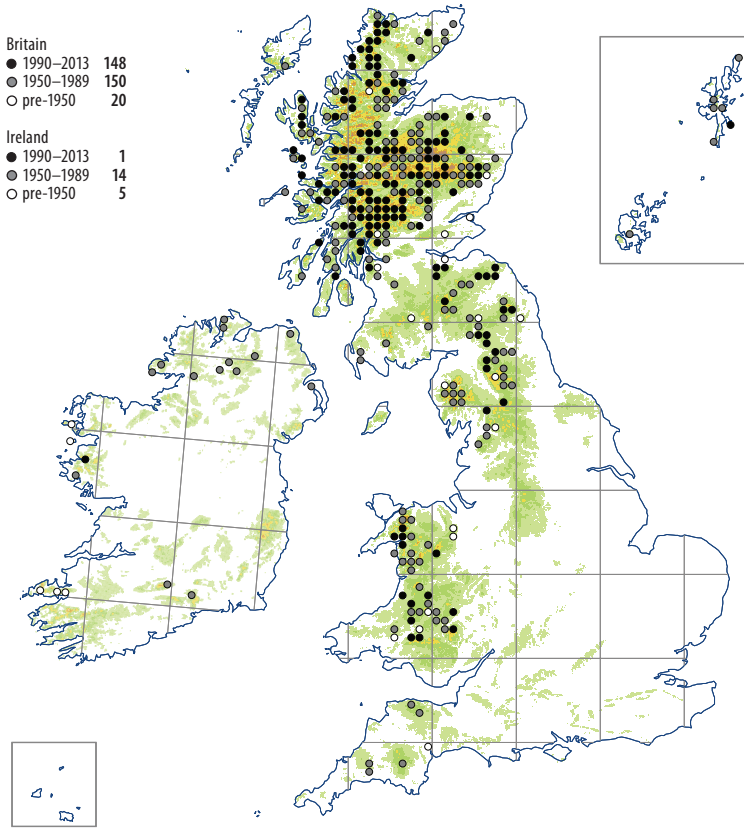 Britain
● 1990–2013 148
● 1950–1989 150
○ pre-1950 20
Ireland
● 1990–2013 1
● 1950–1989 14
○ pre-1950 5